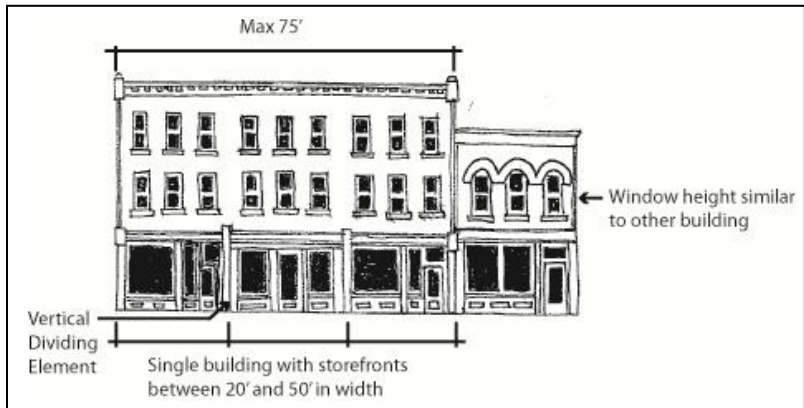 Max 75'
Window height similar
to other building
Vertical
Dividing
Element
Single building with storefronts
between 20' and 50' in width